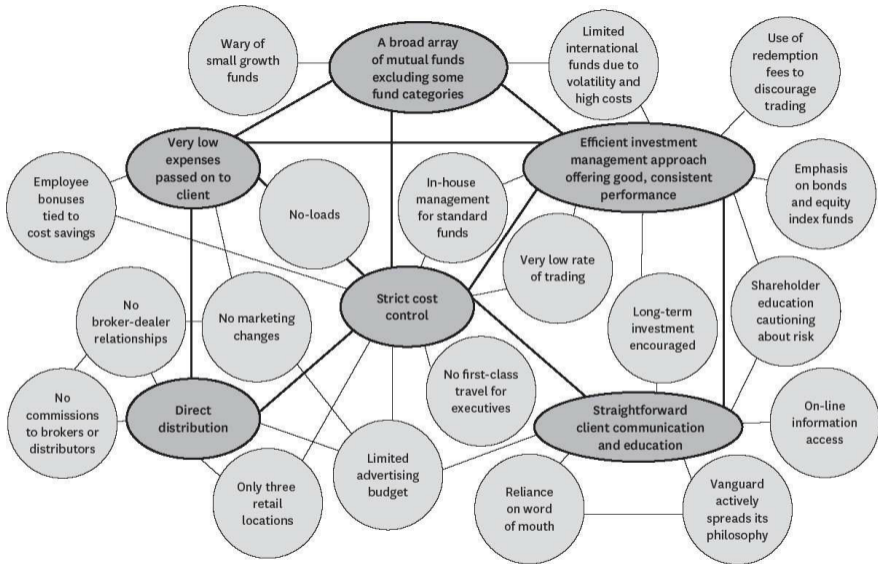 Wary of
small growth
funds
A broad array
of mutual funds
excluding some
fund categories
Limited
international
funds due to
volatility and
high costs
Use of
redemption
fees to
discourage
trading
Very low
expenses
passed on to
client
Efficient investment
management approach
offering good, consistent
performance
Employee
bonuses
tied to
cost savings
No-loads
In-house
management
for standard
funds
Emphasis
on bonds
and equity
index funds
Very low rate
of trading
Strict cost
control
No
broker-dealer
relationships
No marketing
changes
Long-term
investment
encouraged
Shareholder
education
cautioning
about risk
No first-class
travel for
executives
No
commissions
to brokers or
distributors
Direct
distribution
Straightforward
client communication
and education
On-line
information
access
Only three
retail
locations
Limited
advertising
budget
Reliance
on word
of mouth
Vanguard
actively
spreads its
philosophy